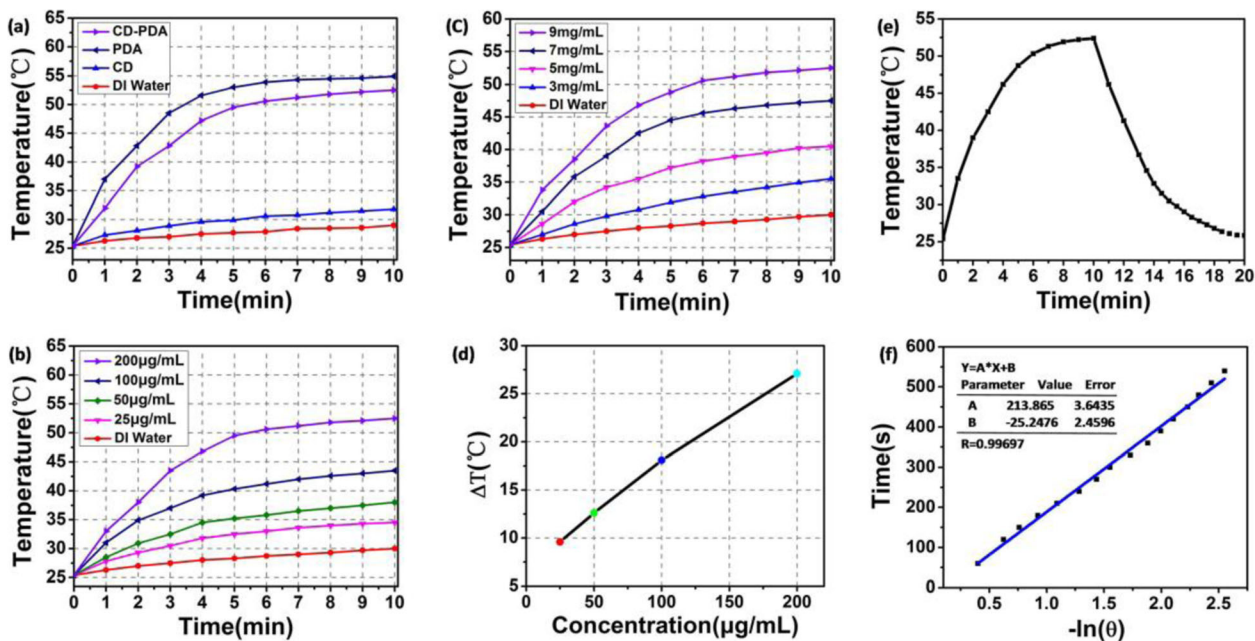 (a)
65
60
55
50
45
40
35
30
25
Temperature(℃)
CD-PDA
PDA
CD
DI Water
0 1 2 3 4 5 6 7 8 9 10
Time(min)
(c)
60
55
50
45
40
35
30
25
Temperature(℃)
9mg/mL
7mg/mL
5mg/mL
3mg/mL
DI Water
0 1 2 3 4 5 6 7 8 9 10
Time(min)
(e)
55
50
45
40
35
30
25
Temperature(℃)
0 2 4 6 8 10 12 14 16 18 20
Time(min)
(b)
65
60
55
50
45
40
35
30
25
Temperature(℃)
200µg/mL
100µg/mL
50µg/mL
25µg/mL
DI Water
0 1 2 3 4 5 6 7 8 9 10
Time(min)
(d)
30
25
20
15
10
5
ΔT(℃)
50 100 150 200
Concentration(µg/mL)
(f)
600
500
400
300
200
100
0
Time(s)
Y=A*X+B
Parameter Value Error
A 213.865 3.6435
B -25.2476 2.4596
R=0.99697
0.5 1.0 1.5 2.0 2.5
-ln(θ)